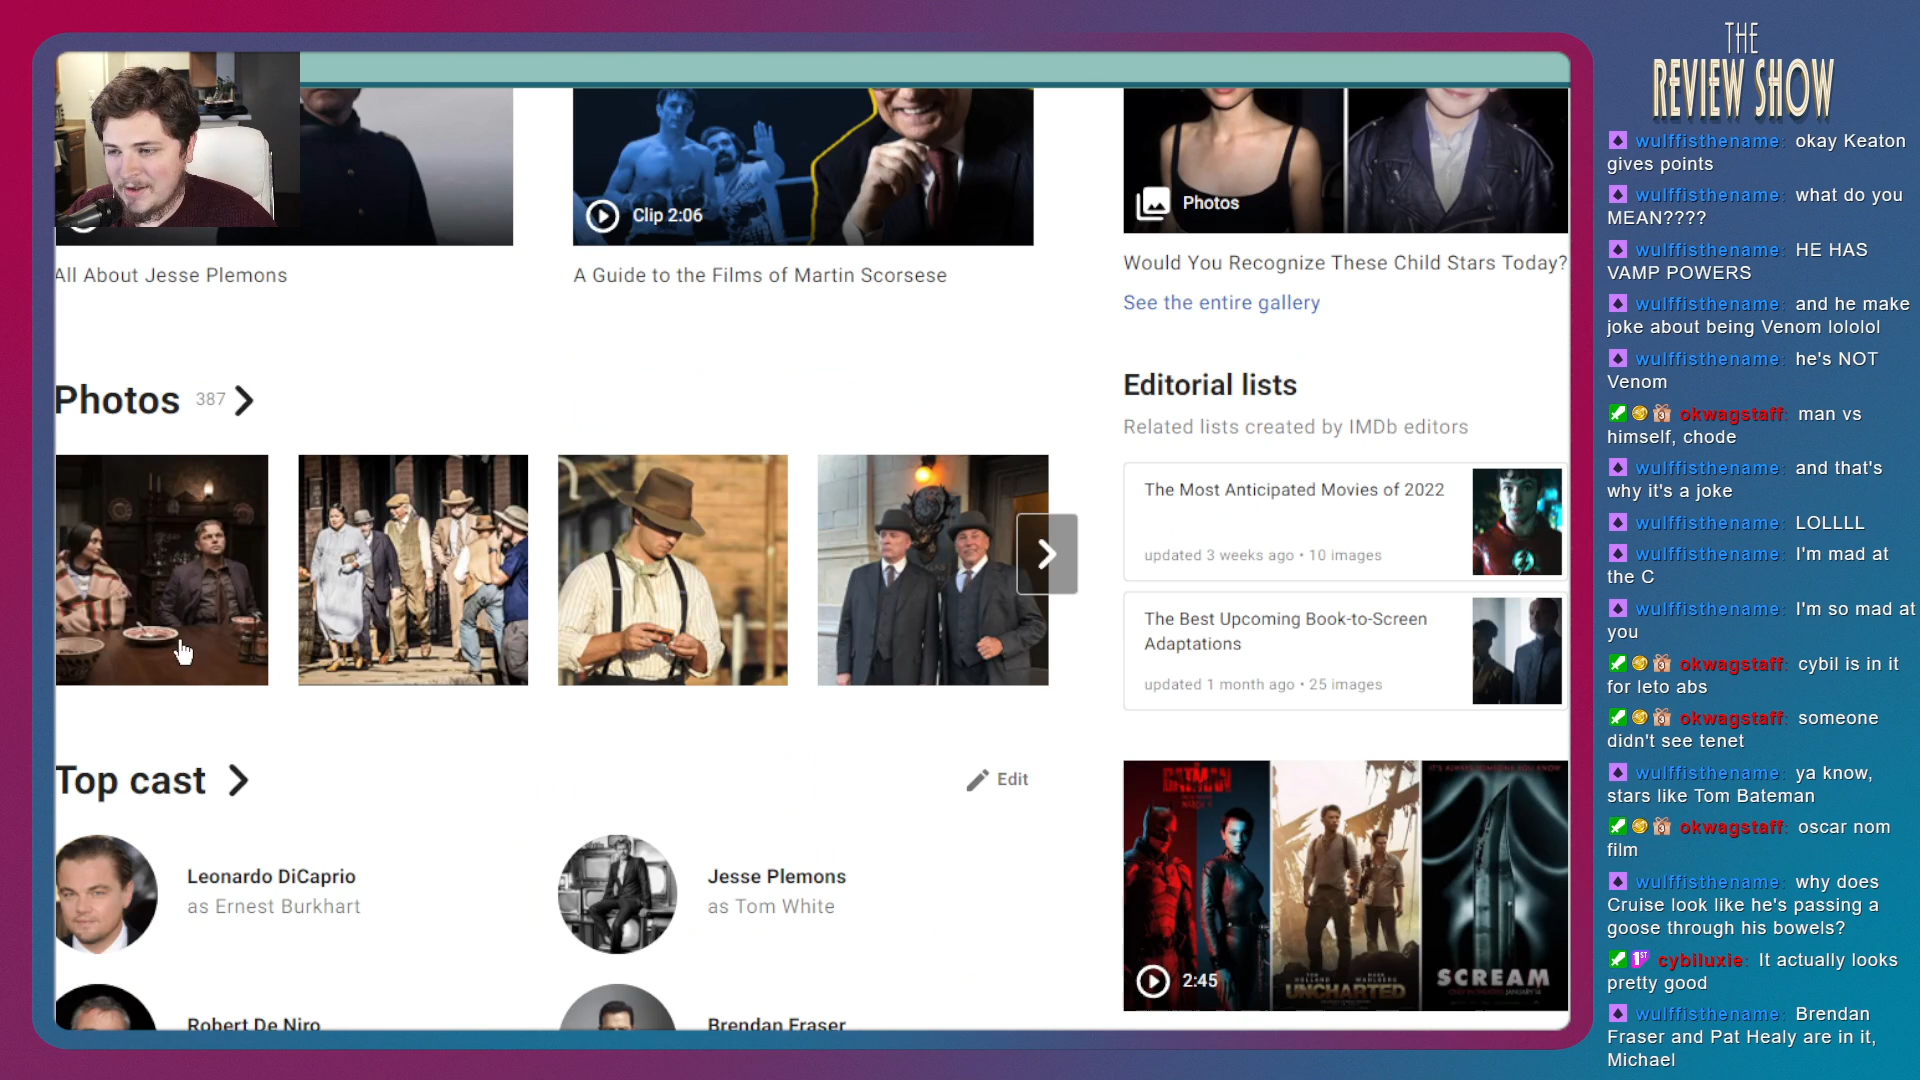 THE
REVIEW SHOW
Clip 2:06
Photos
All About Jesse Plemons
A Guide to the Films of Martin Scorsese
Would You Recognize These Child Stars Today?
See the entire gallery
Photos 387
Editorial lists
Related lists created by IMDb editors
The Most Anticipated Movies of 2022
updated 3 weeks ago • 10 images
The Best Upcoming Book-to-Screen
Adaptations
updated 1 month ago • 25 images
Top cast
Edit
Leonardo DiCaprio
as Ernest Burkhart
Jesse Plemons
as Tom White
Robert De Niro
Brendan Fraser
BATMAN
UNCHARTED
SCREAM
2:45
wulffisthename: okay Keaton
gives points
wulffisthename: what do you
MEAN????
wulffisthename: HE HAS
VAMP POWERS
wulffisthename: and he make
joke about being Venom lololol
wulffisthename: he's NOT
Venom
okwagstaff: man vs
himself, chode
wulffisthename: and that's
why it's a joke
wulffisthename: LOLLLL
wulffisthename: I'm mad at
the C
wulffisthename: I'm so mad at
you
okwagstaff: cybil is in it
for leto abs
okwagstaff: someone
didn't see tenet
wulffisthename: ya know,
stars like Tom Bateman
okwagstaff: oscar nom
film
wulffisthename: why does
Cruise look like he's passing a
goose through his bowels?
cybiluxie: It actually looks
pretty good
wulffisthename: Brendan
Fraser and Pat Healy are in it,
Michael